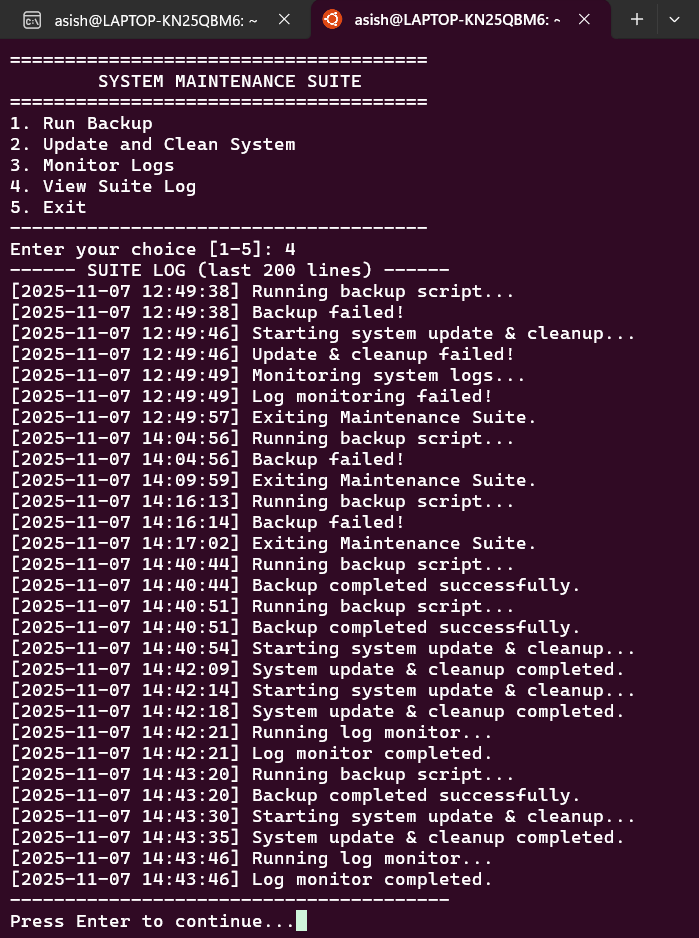 asish@LAPTOP-KN25QBM6: ~
asish@LAPTOP-KN25QBM6: ~
======================================
        SYSTEM MAINTENANCE SUITE
======================================
1. Run Backup
2. Update and Clean System
3. Monitor Logs
4. View Suite Log
5. Exit
--------------------------------------
Enter your choice [1-5]: 4
------ SUITE LOG (last 200 lines) ------
[2025-11-07 12:49:38] Running backup script...
[2025-11-07 12:49:38] Backup failed!
[2025-11-07 12:49:46] Starting system update & cleanup...
[2025-11-07 12:49:46] Update & cleanup failed!
[2025-11-07 12:49:49] Monitoring system logs...
[2025-11-07 12:49:49] Log monitoring failed!
[2025-11-07 12:49:57] Exiting Maintenance Suite.
[2025-11-07 14:04:56] Running backup script...
[2025-11-07 14:04:56] Backup failed!
[2025-11-07 14:09:59] Exiting Maintenance Suite.
[2025-11-07 14:16:13] Running backup script...
[2025-11-07 14:16:14] Backup failed!
[2025-11-07 14:17:02] Exiting Maintenance Suite.
[2025-11-07 14:40:44] Running backup script...
[2025-11-07 14:40:44] Backup completed successfully.
[2025-11-07 14:40:51] Running backup script...
[2025-11-07 14:40:51] Backup completed successfully.
[2025-11-07 14:40:54] Starting system update & cleanup...
[2025-11-07 14:42:09] System update & cleanup completed.
[2025-11-07 14:42:14] Starting system update & cleanup...
[2025-11-07 14:42:18] System update & cleanup completed.
[2025-11-07 14:42:21] Running log monitor...
[2025-11-07 14:42:21] Log monitor completed.
[2025-11-07 14:43:20] Running backup script...
[2025-11-07 14:43:20] Backup completed successfully.
[2025-11-07 14:43:30] Starting system update & cleanup...
[2025-11-07 14:43:35] System update & cleanup completed.
[2025-11-07 14:43:46] Running log monitor...
[2025-11-07 14:43:46] Log monitor completed.
----------------------------------------
Press Enter to continue...